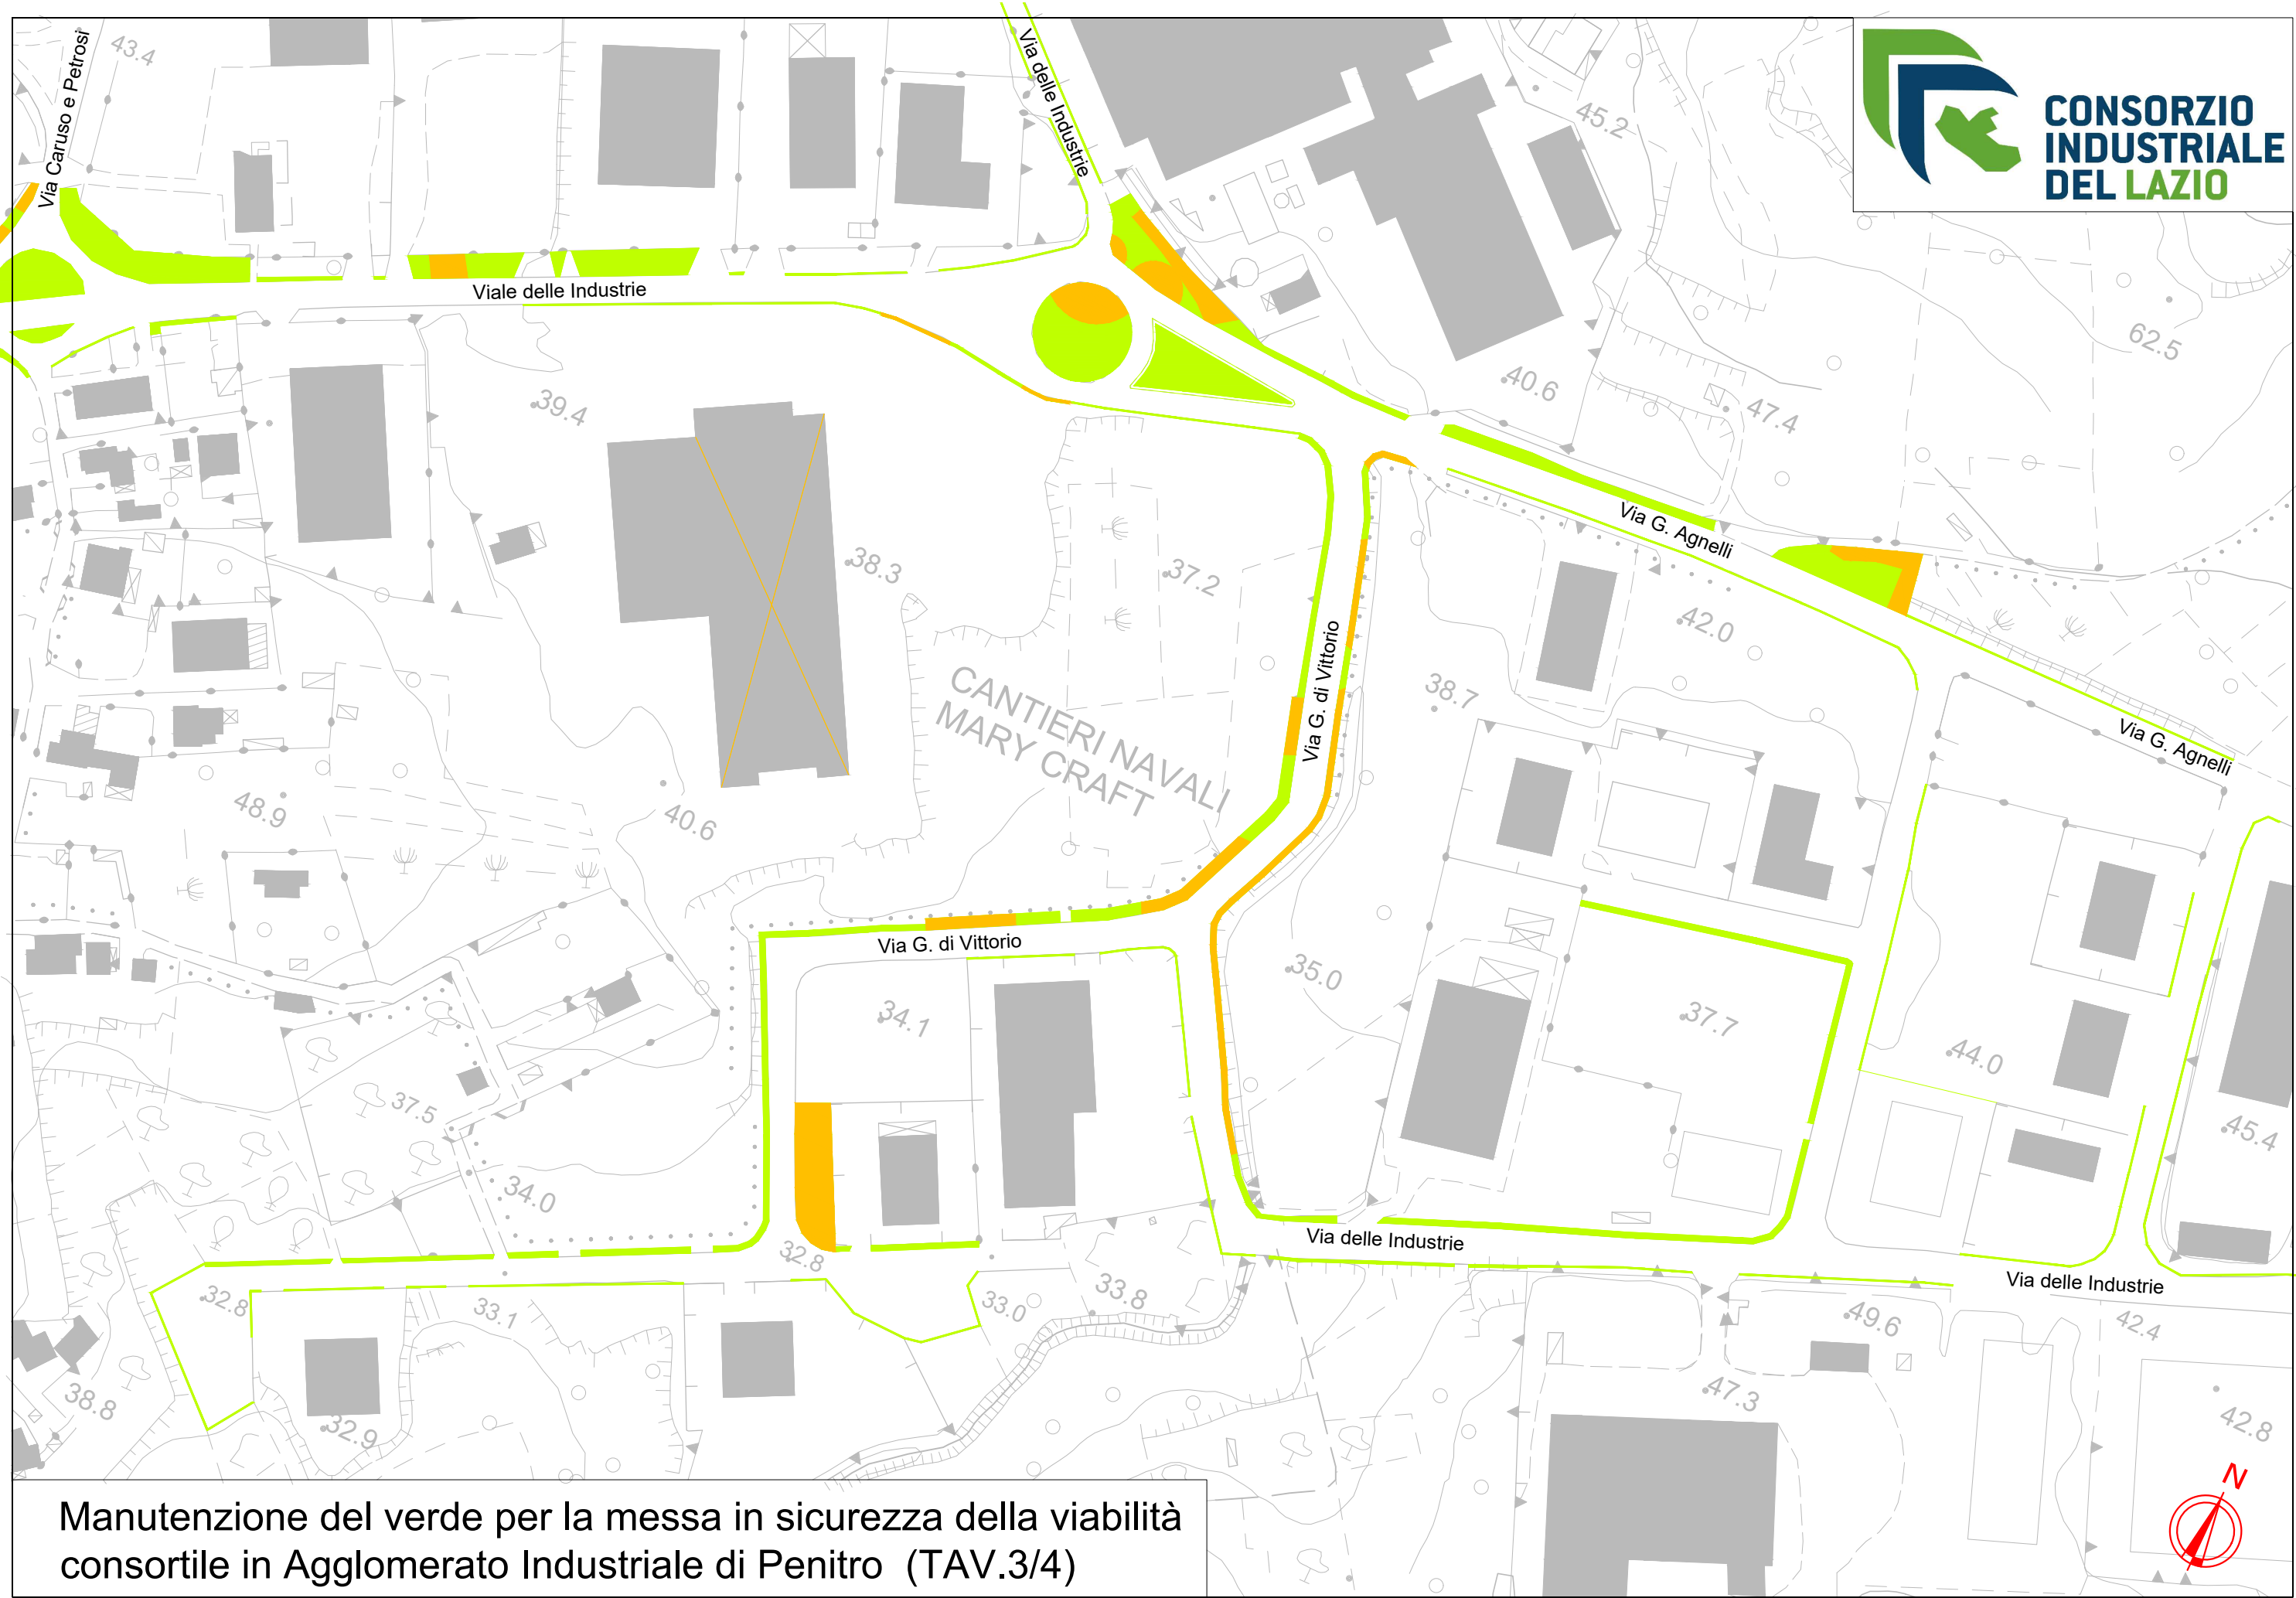 Via Caruso e Petrosi
43.4
Via delle Industrie
45.2
CONSORZIO
INDUSTRIALE
DEL LAZIO
Viale delle Industrie
62.5
40.6
47.4
39.4
Via G. Agnelli
38.3
37.2
42.0
Via G. di Vittorio
38.7
CANTIERI NAVALI
MARY CRAFT
Via G. Agnelli
48.9
40.6
Via G. di Vittorio
35.0
34.1
37.7
44.0
37.5
45.4
34.0
32.8
Via delle Industrie
Via delle Industrie
32.8
33.1
33.0
33.8
49.6
42.4
38.8
32.9
47.3
42.8
N
Manutenzione del verde per la messa in sicurezza della viabilità
consortile in Agglomerato Industriale di Penitro (TAV.3/4)